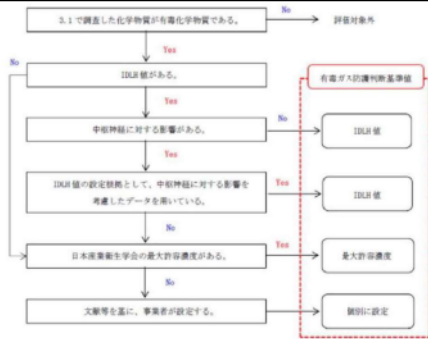 3.1で調査した化学物質が有毒化学物質である。
No
評価対象外
Yes
No
IDLH値がある。
有毒ガス防護判断基準値
Yes
中枢神経に対する影響がある。
No
IDLH値
Yes
IDLH値の設定根拠として、中枢神経に対する影響を
考慮したデータを用いている。
Yes
IDLH値
No
日本産業衛生学会の最大許容濃度がある。
Yes
最大許容濃度
No
文献等を基に、事業者が設定する。
個別に設定